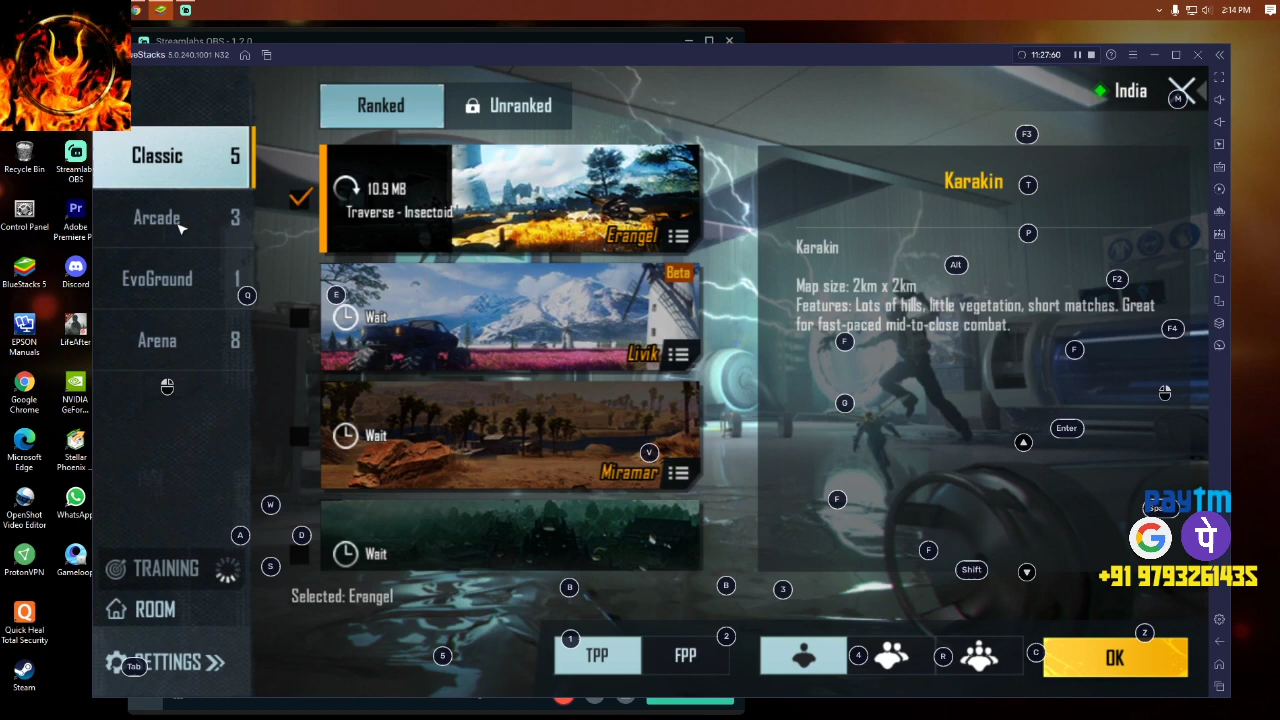 2:14 PM
Streamlabs OBS - 1.2.0
BlueStacks 5.0.240.1001 N32
11:27:60
Ranked
Unranked
India
M
F3
Classic 5
Arcade 3
EvoGround 1
Arena 8
Q
10.9 MB
Traverse - Insectoid
Erangel
E
Wait
Beta
Livik
Wait
V
Miramar
Wait
Selected: Erangel
Karakin
T
P
Karakin
Alt
F2
Map size: 2km x 2km
Features: Lots of hills, little vegetation, short matches. Great
for fast-paced mid-to-close combat.
F
F
F4
G
Enter
F
F
Shift
W
A
D
S
B
B
3
TRAINING
ROOM
SETTINGS
Tab
5
1
TPP
FPP
2
4
R
C
Z
OK
Paytm
G
पे
+91 9793261435
Recycle Bin
Streamlabs
OBS
Control Panel
Adobe
Premiere P
BlueStacks 5
Discord
EPSON
Manuals
LifeAfter
Google
Chrome
NVIDIA
GeFor...
Microsoft
Edge
Stellar
Phoenix ...
OpenShot
Video Editor
WhatsApp
ProtonVPN
Gameloop
Quick Heal
Total Security
Steam
Pr